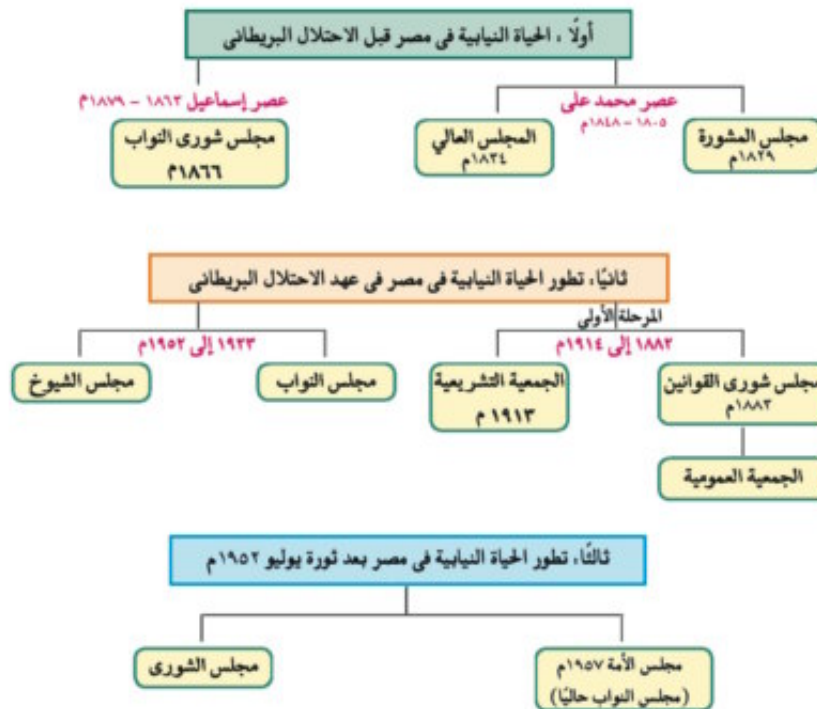 أولًا ، الحياة النيابية فى مصر قبل الاحتلال البريطانى
عصر محمد على
١٨٠٥ – ١٨٤٨م
مجلس المشورة
١٨٢٩م
المجلس العالي
١٨٣٤م
عصر إسماعيل ١٨٦٣ – ١٨٧٩م
مجلس شورى النواب
١٨٦٦م
ثانيًا، تطور الحياة النيابية فى مصر فى عهد الاحتلال البريطانى
المرحلة الأولى
١٨٨٢ إلى ١٩١٤م
مجلس شورى القوانين
١٨٨٣م
الجمعية العمومية
الجمعية التشريعية
١٩١٣ م
١٩٢٣ إلى ١٩٥٢م
مجلس النواب
مجلس الشيوخ
ثالثًا، تطور الحياة النيابية فى مصر بعد ثورة يوليو ١٩٥٢م
مجلس الأمة ١٩٥٧م
(مجلس النواب حاليًا)
مجلس الشورى